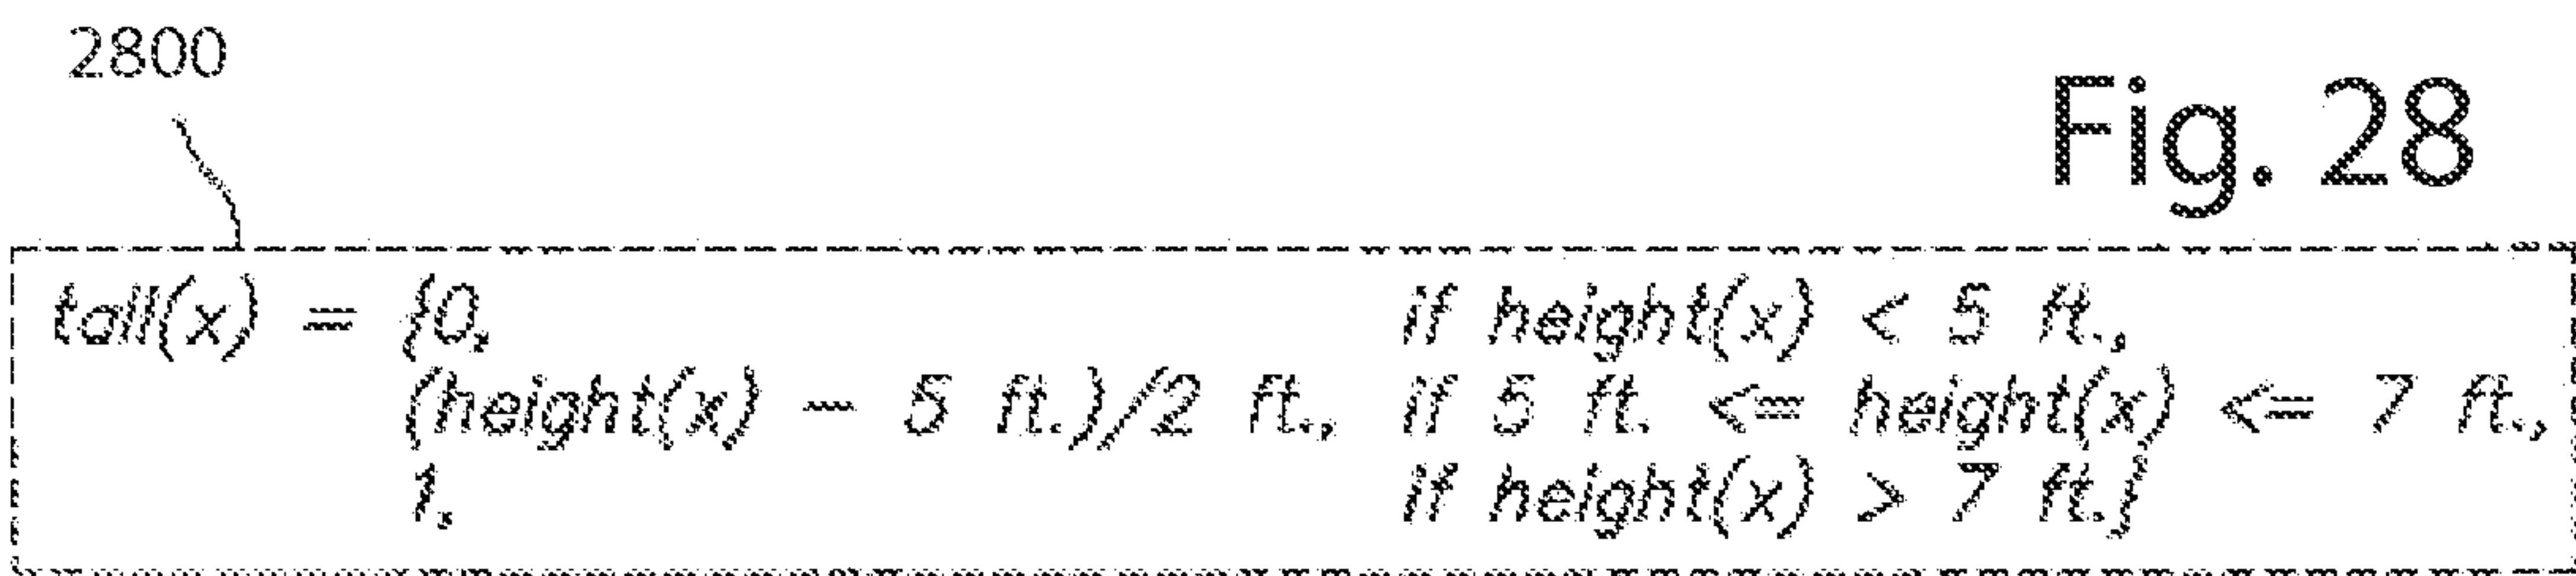 2800
Fig. 28
tall(x) = {0, if height(x) < 5 ft.,
(height(x) − 5 ft.)/2 ft., if 5 ft. <= height(x) <= 7 ft.,
1, if height(x) > 7 ft.}